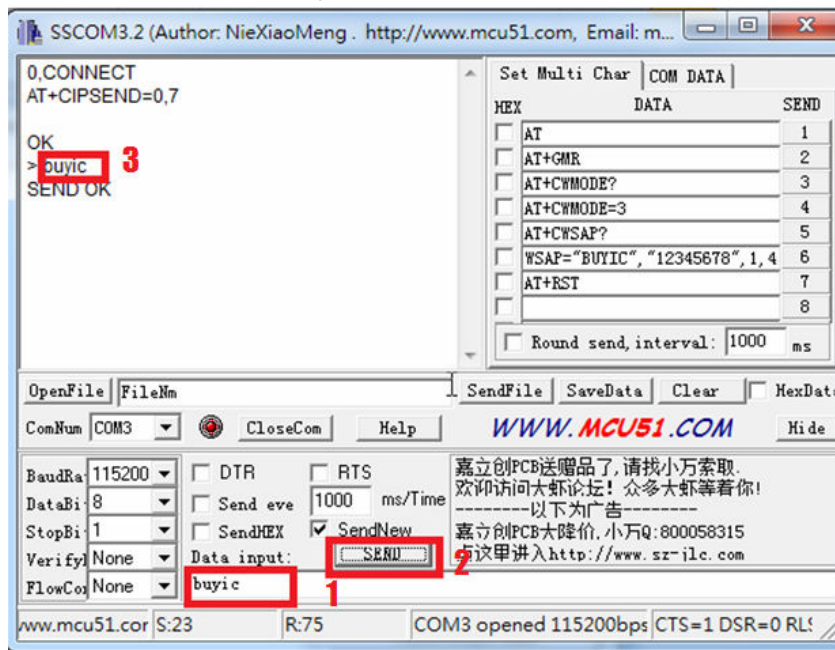 SSCOM3.2 (Author: NieXiaoMeng . http://www.mcu51.com, Email: m...
0,CONNECT
AT+CIPSEND=0,7
OK
> buyic
3
SEND OK
Set Multi Char COM DATA
HEX DATA SEND
AT 1
AT+GMR 2
AT+CWMODE? 3
AT+CWMODE=3 4
AT+CWSAP? 5
WSAP="BUYIC","12345678",1,4 6
AT+RST 7
8
Round send,interval: 1000 ms
OpenFile FileNm SendFile SaveData Clear HexData
ComNum COM3 CloseCom Help WWW.MCU51.COM Hide
BaudRa 115200 DTR RTS
DataBi 8 Send eve 1000 ms/Time
StopBi 1 SendHEX SendNew
Verify None Data input: SEND 2
FlowCo None buyic 1
嘉立创PCB送赠品了,请找小万索取.
欢迎访问大虾论坛!众多大虾等着你!
--------以下为广告--------
嘉立创PCB大降价,小万Q:800058315
点这里进入http://www.sz-jlc.com
www.mcu51.cor S:23 R:75 COM3 opened 115200bps CTS=1 DSR=0 RLS